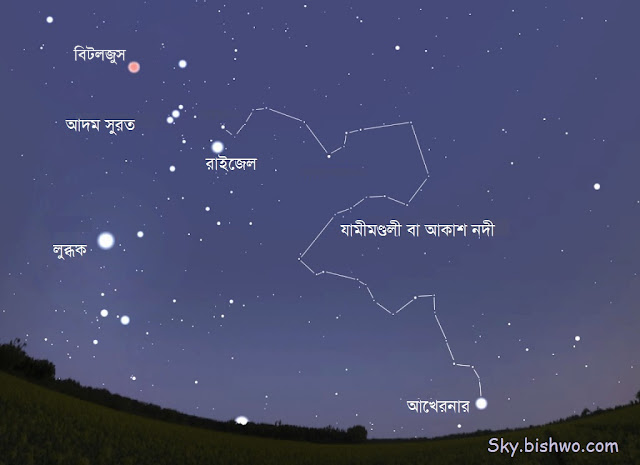 বিটলজুস
আদম সুরত
রাইজেল
যামীমণ্ডলী বা আকাশ নদী
লুব্ধক
আখেরনার
Sky.bishwo.com